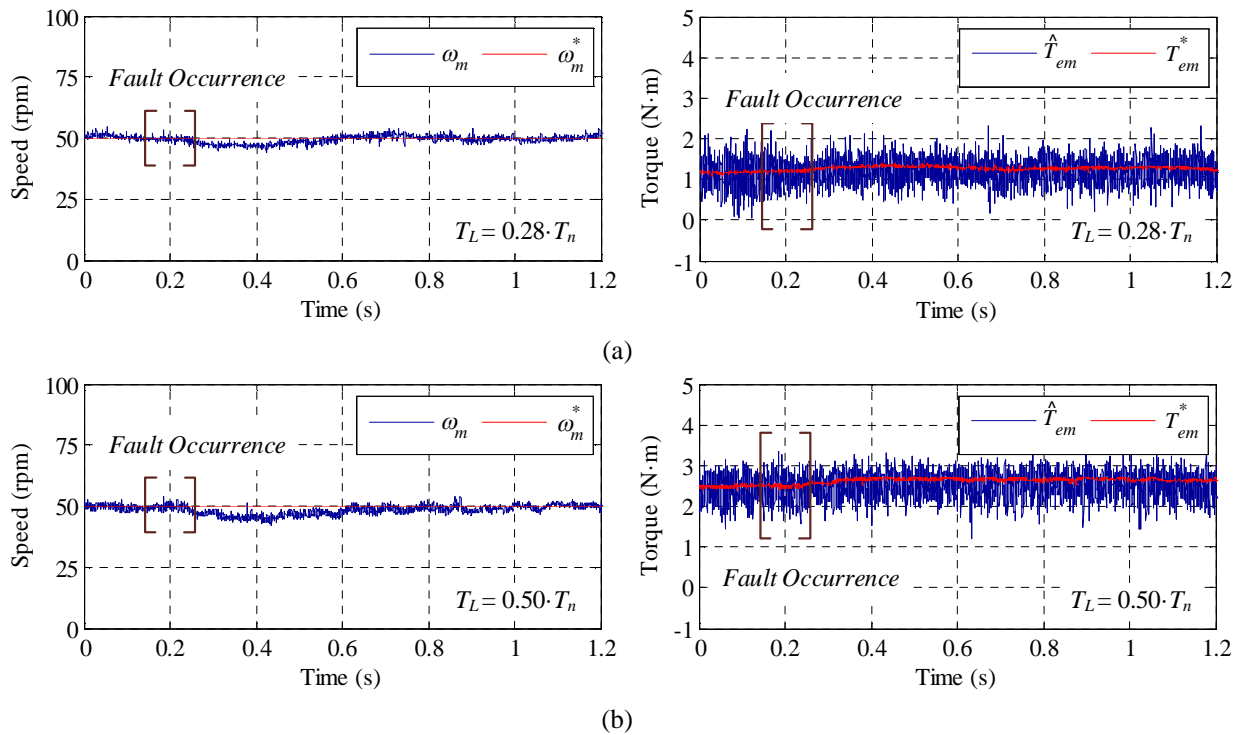 100
75
50
25
0
Speed (rpm)
ω_m
ω_m^*
Fault Occurrence
T_L = 0.28·T_n
0 0.2 0.4 0.6 0.8 1 1.2
Time (s)
5
4
3
2
1
0
-1
Torque (N·m)
T̂_em
T_em^*
Fault Occurrence
T_L = 0.28·T_n
0 0.2 0.4 0.6 0.8 1 1.2
Time (s)
(a)
100
75
50
25
0
Speed (rpm)
ω_m
ω_m^*
Fault Occurrence
T_L = 0.50·T_n
0 0.2 0.4 0.6 0.8 1 1.2
Time (s)
5
4
3
2
1
0
-1
Torque (N·m)
T̂_em
T_em^*
Fault Occurrence
T_L = 0.50·T_n
0 0.2 0.4 0.6 0.8 1 1.2
Time (s)
(b)